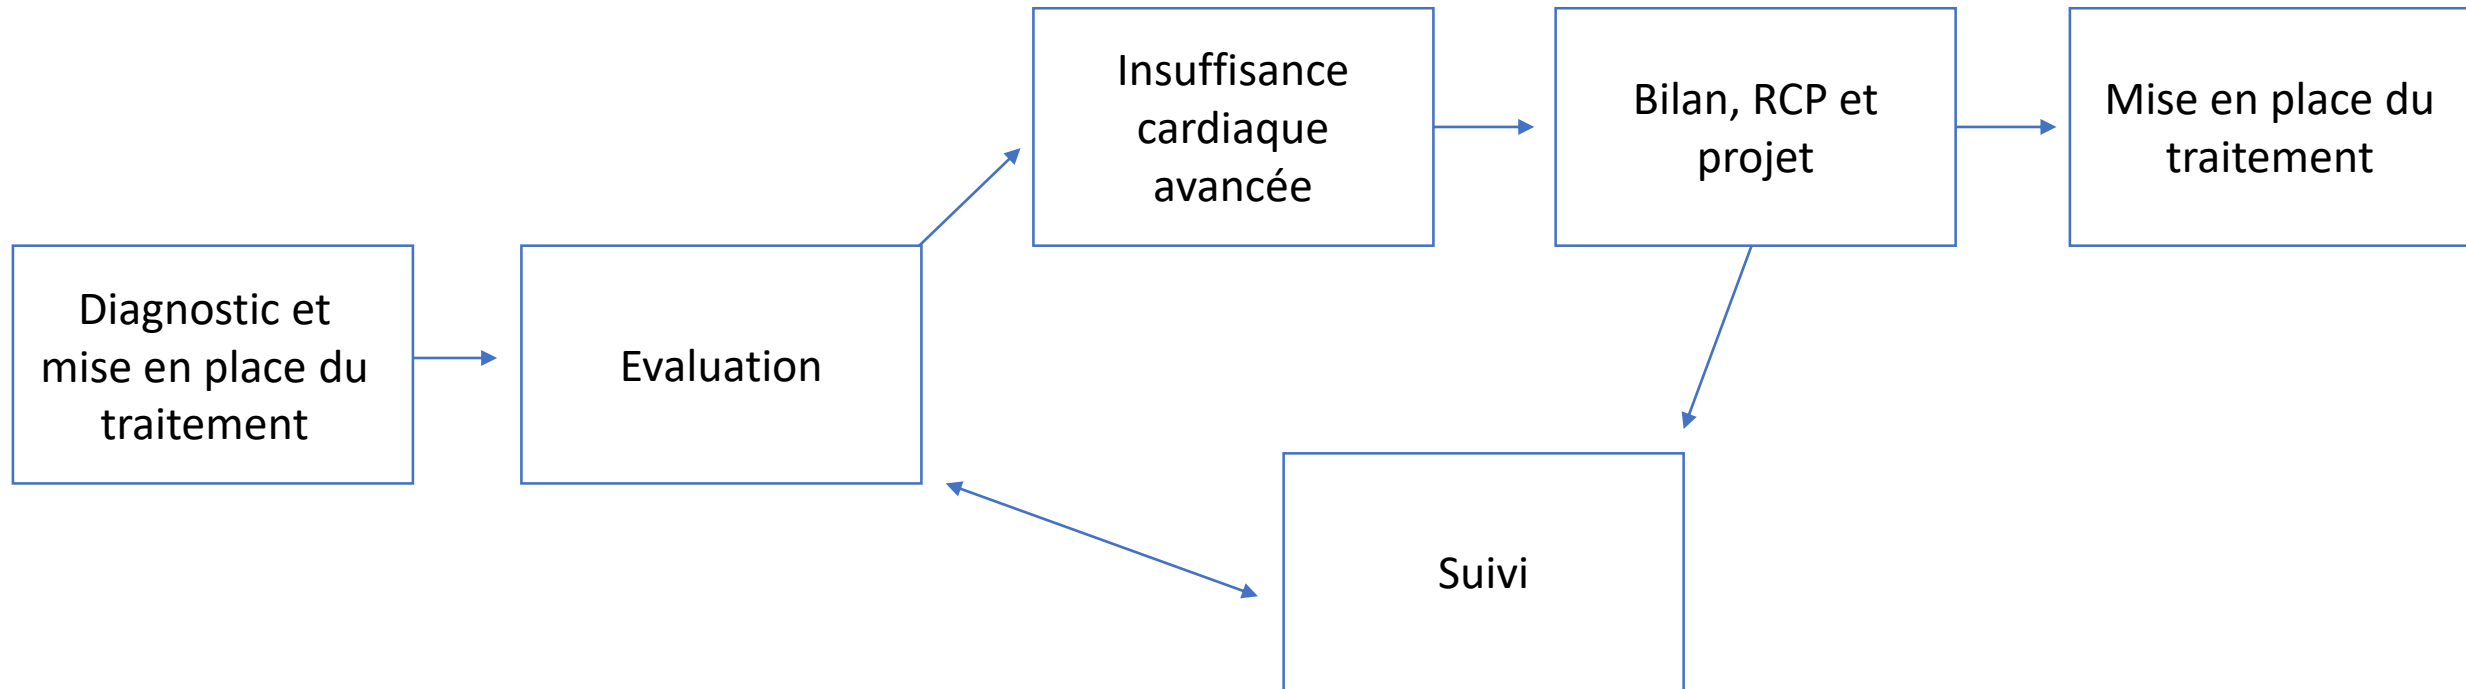 Diagnostic et
mise en place du
traitement
Evaluation
Insuffisance
cardiaque
avancée
Bilan, RCP et
projet
Mise en place du
traitement
Suivi